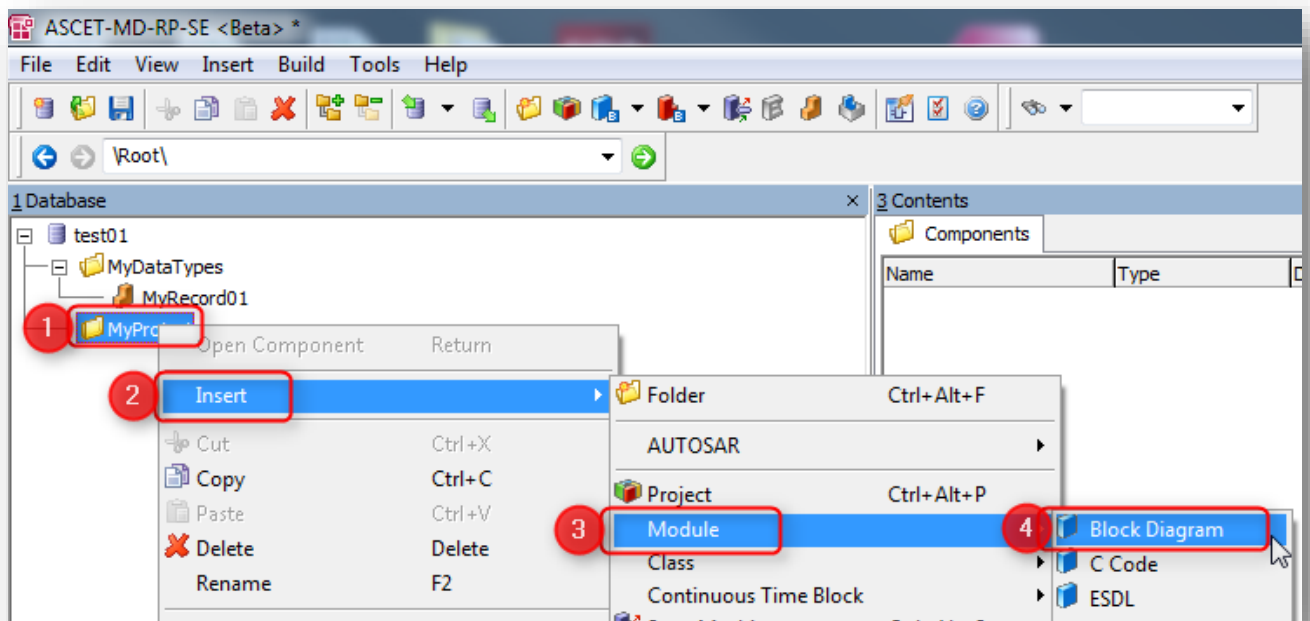 ASCET-MD-RP-SE <Beta> *
File Edit View Insert Build Tools Help
\Root\
1 Database
3 Contents
test01
Components
MyDataTypes
Name Type
MyRecord01
1
Open Component Return
2 Insert
Folder Ctrl+Alt+F
Cut Ctrl+X
AUTOSAR
Copy Ctrl+C
Project Ctrl+Alt+P
Paste Ctrl+V
3 Module
4 Block Diagram
Delete Delete
Class
C Code
Rename F2
Continuous Time Block
ESDL